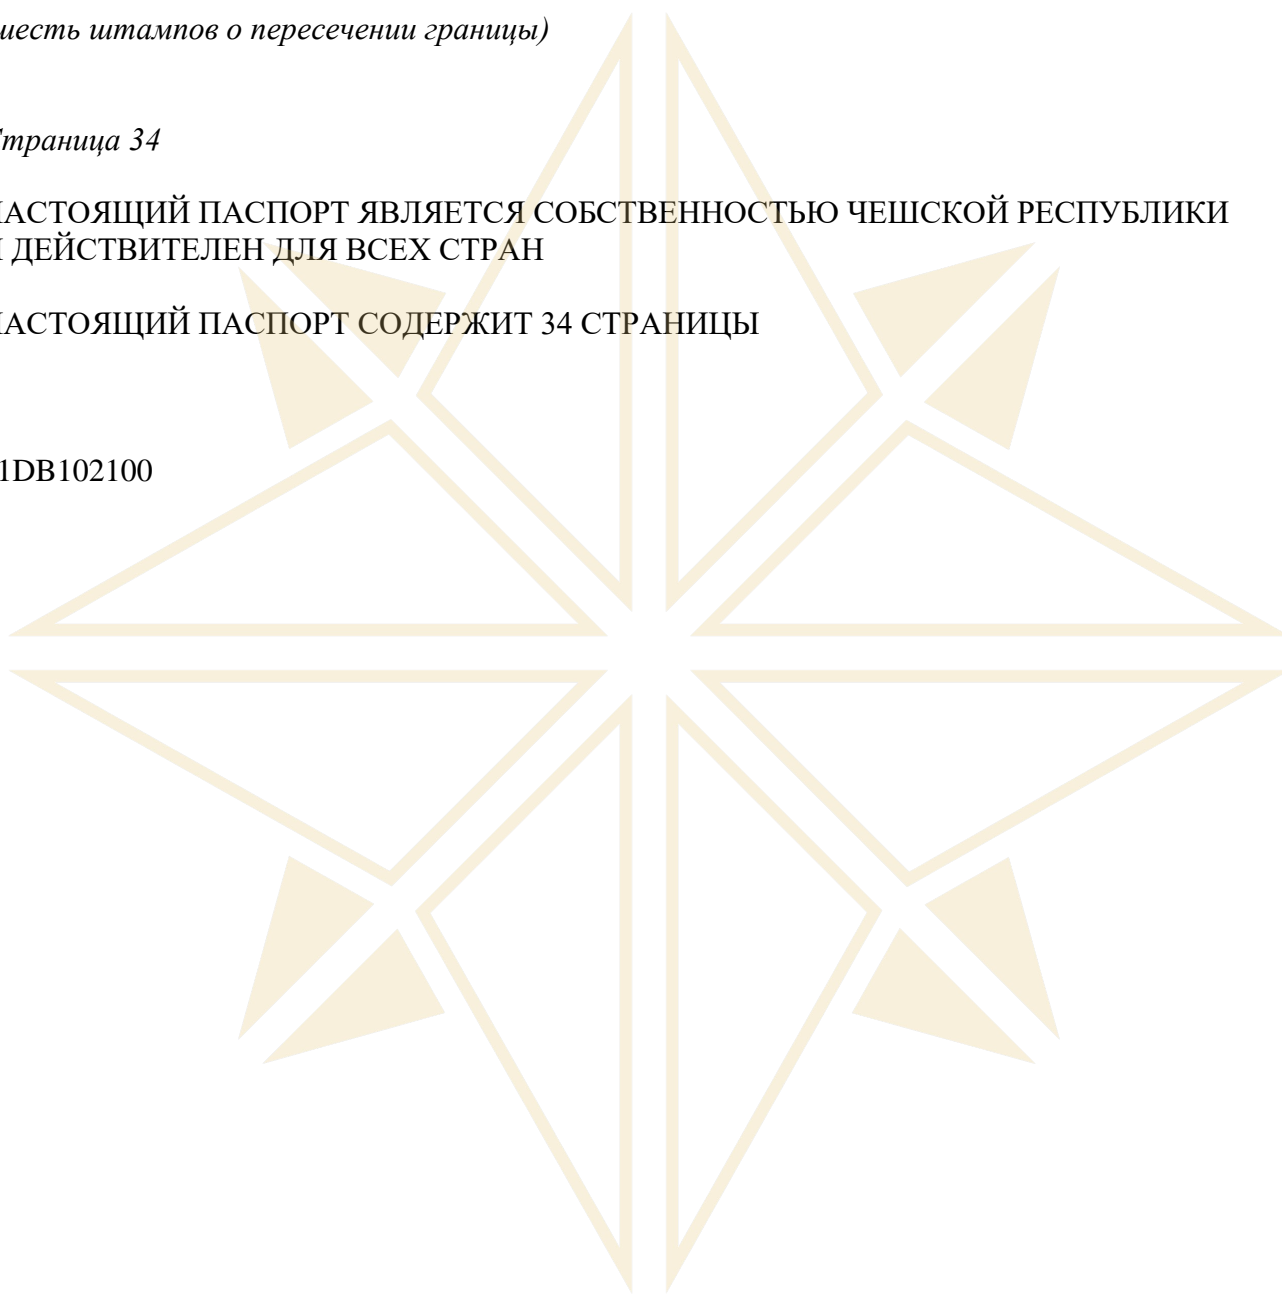 шесть штампов о пересечении границы)
Страница 34
НАСТОЯЩИЙ ПАСПОРТ ЯВЛЯЕТСЯ СОБСТВЕННОСТЬЮ ЧЕШСКОЙ РЕСПУБЛИКИ
И ДЕЙСТВИТЕЛЕН ДЛЯ ВСЕХ СТРАН
НАСТОЯЩИЙ ПАСПОРТ СОДЕРЖИТ 34 СТРАНИЦЫ
1DB102100